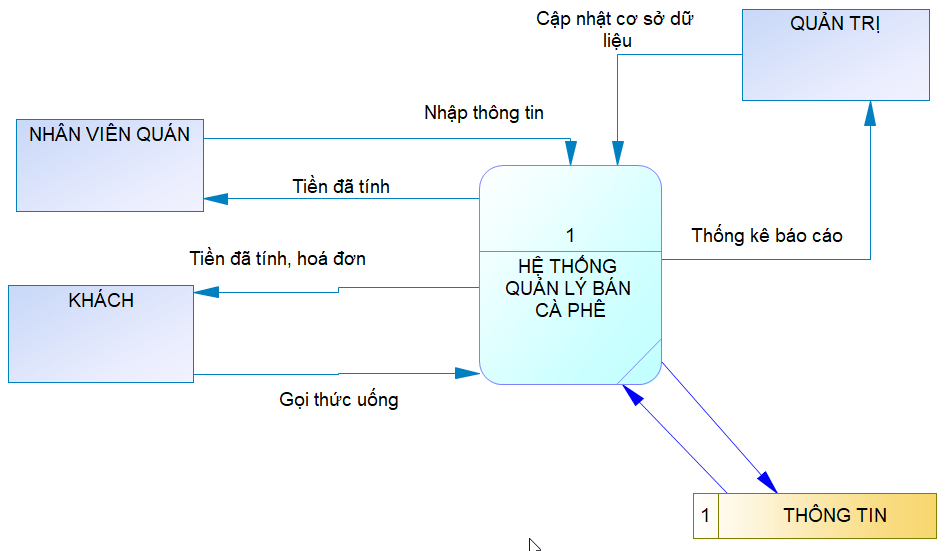 Cập nhật cơ sở dữ
liệu
QUẢN TRỊ
Nhập thông tin
NHÂN VIÊN QUÁN
Tiền đã tính
1
Thống kê báo cáo
Tiền đã tính, hoá đơn
HỆ THỐNG
QUẢN LÝ BÁN
CÀ PHÊ
KHÁCH
Gọi thức uống
1
THÔNG TIN